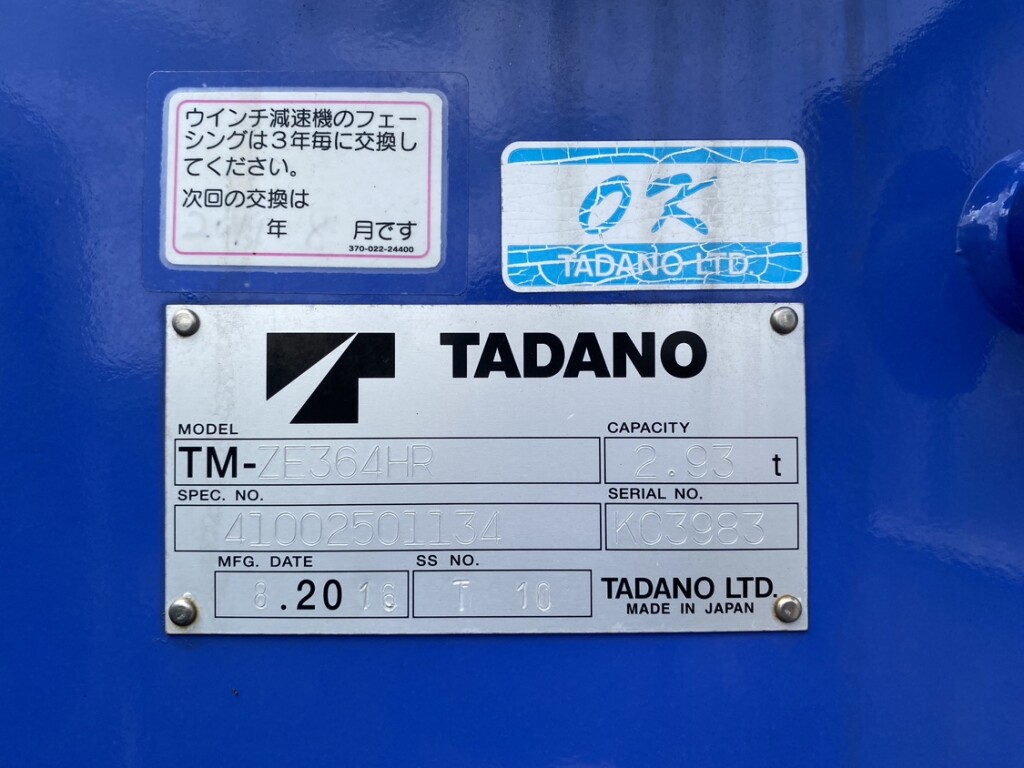 ウインチ減速機のフェー
シングは3年毎に交換し
てください。
次回の交換は
年 月です
370-022-24400
OK
TADANO LTD.
TADANO
MODEL
TM-ZE364HR
CAPACITY
2.93 t
SPEC. NO.
41002501134
SERIAL NO.
KC3983
MFG. DATE
8.2016
SS NO.
T 10
TADANO LTD.
MADE IN JAPAN